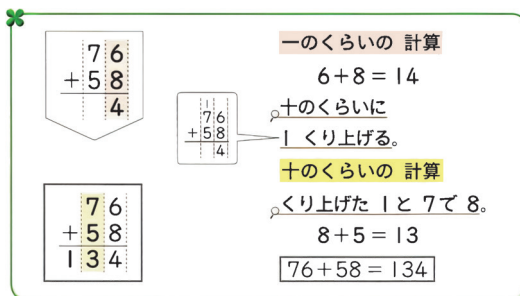 76
+58
4
一のくらいの 計算
6+8=14
1
76
+58
4
十のくらいに
1 くり上げる。
十のくらいの 計算
くり上げた 1と 7で 8。
8+5=13
76+58=134
76
+58
134